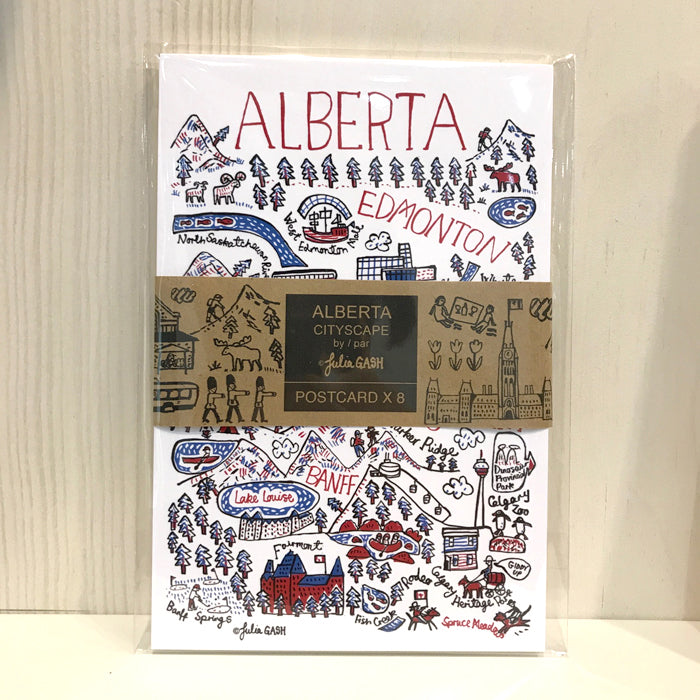 ALBERTA
EDMONTON
West
Edmonton Mall
North Saskatchewan
ALBERTA
CITYSCAPE
by / par
©Julia GASH
POSTCARD X 8
Ridge
BANFF
Lake Louise
Dinosaur
Provincial
Park
Calgary
Zoo
Fairmont
GIDDY
UP
Rodeo
Calgary
Heritage Park
Banff Springs
Fish Creek
Spruce Meadows
©Julia GASH